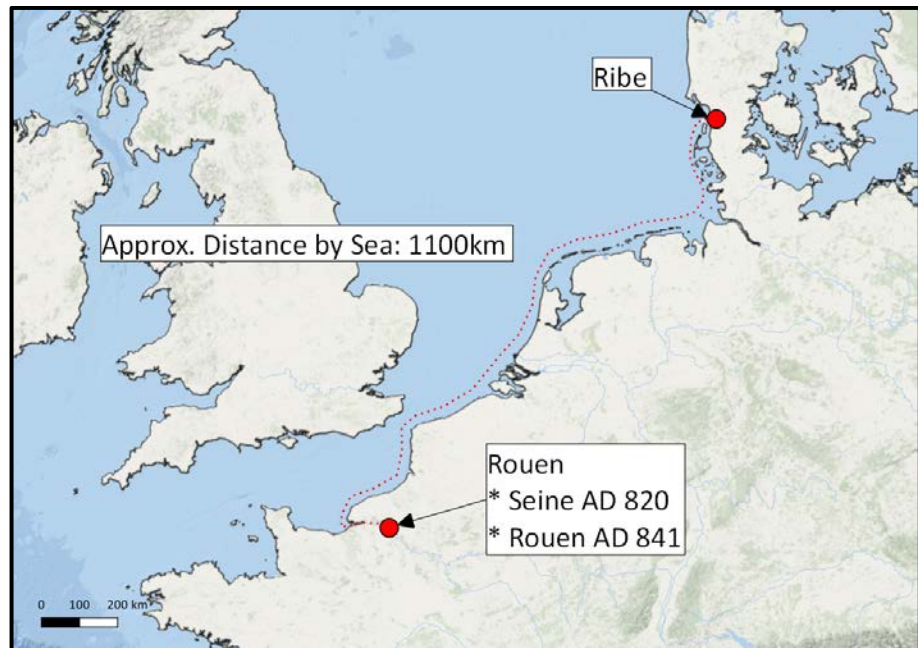 Ribe
Approx. Distance by Sea: 1100km
Rouen
* Seine AD 820
* Rouen AD 841
0 100 200 km